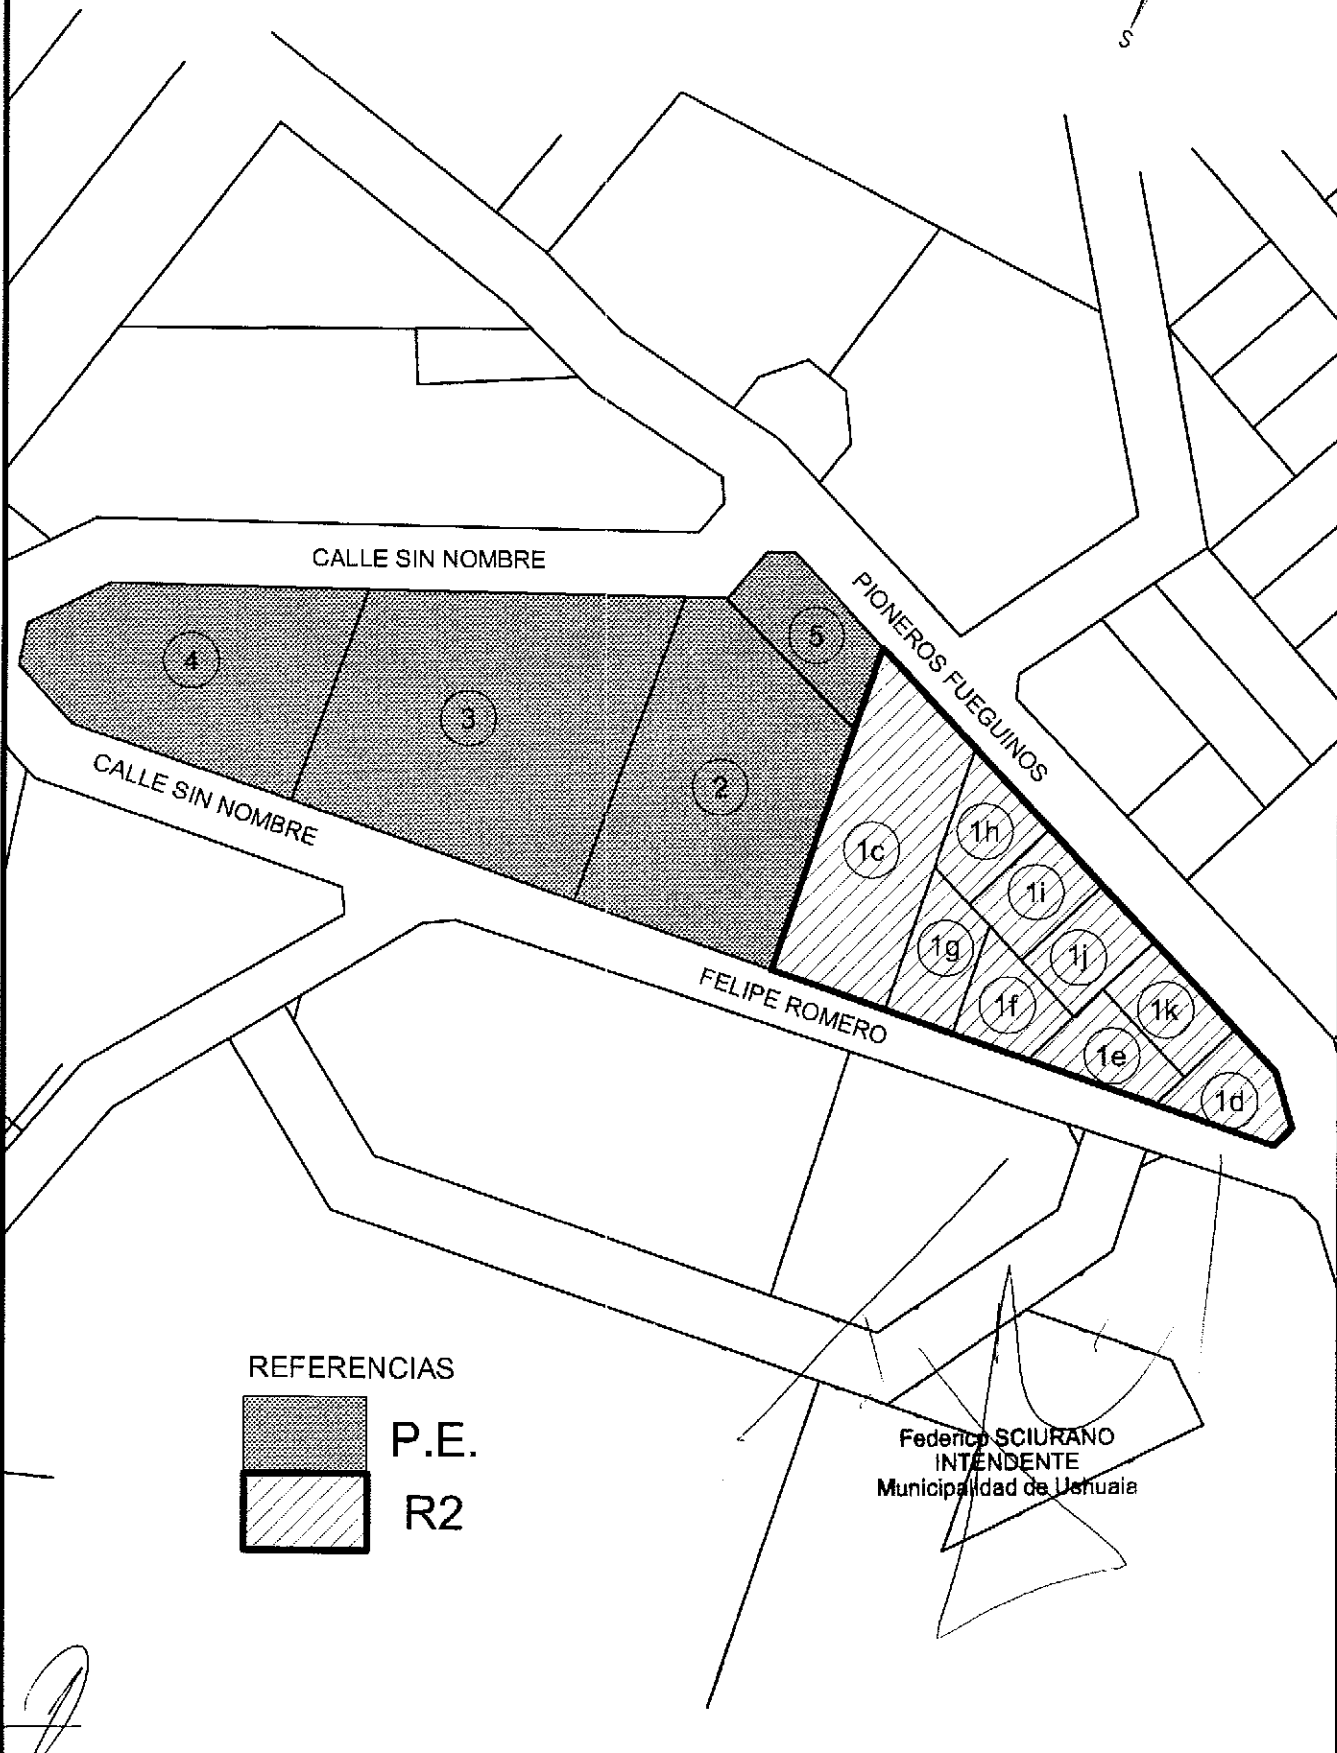 S
CALLE SIN NOMBRE
PIONEROS FUEGUINOS
5
4
3
2
CALLE SIN NOMBRE
1c
1h
1i
1g
1j
1f
1k
1e
1d
FELIPE ROMERO
REFERENCIAS
P.E.
R2
Federico SCIURANO
INTENDENTE
Municipalidad de Ushuaia